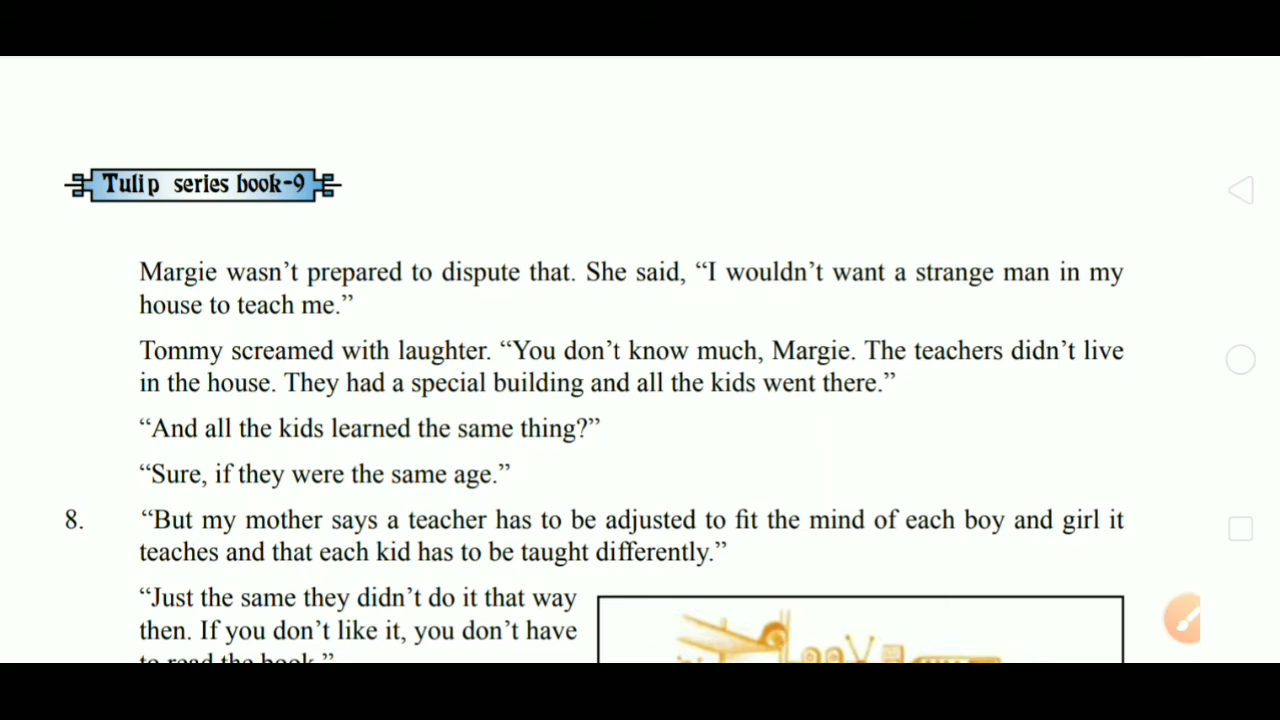 Tulip series book-9
Margie wasn’t prepared to dispute that. She said, “I wouldn’t want a strange man in my
house to teach me.”
Tommy screamed with laughter. “You don’t know much, Margie. The teachers didn’t live
in the house. They had a special building and all the kids went there.”
“And all the kids learned the same thing?”
“Sure, if they were the same age.”
8. “But my mother says a teacher has to be adjusted to fit the mind of each boy and girl it
teaches and that each kid has to be taught differently.”
“Just the same they didn’t do it that way
then. If you don’t like it, you don’t have
to read the book.”